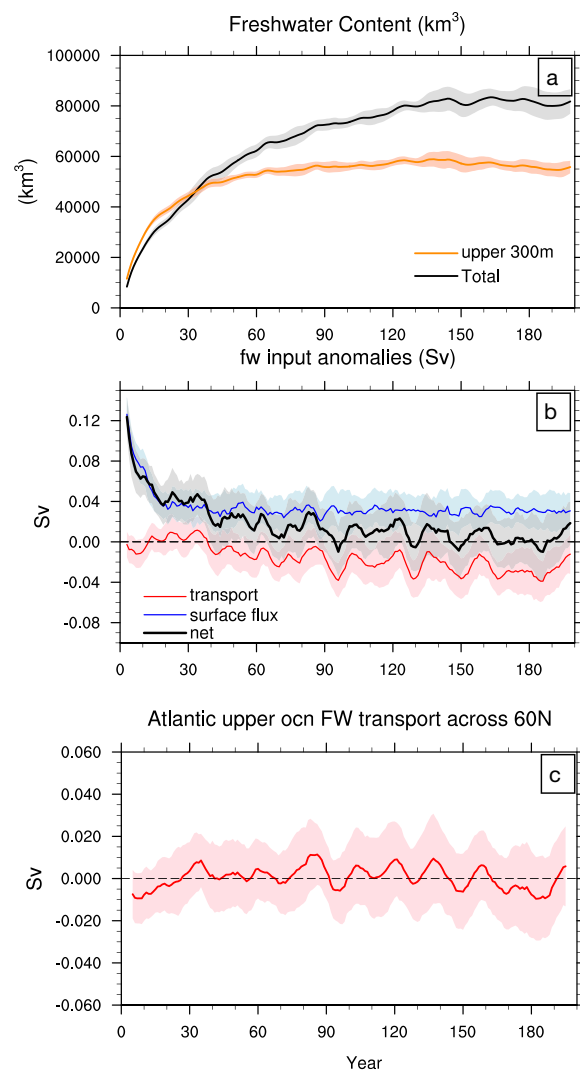 Freshwater Content (km³)
100000
80000
60000
40000
20000
0
(km³)
a
upper 300m
Total
0 30 60 90 120 150 180
fw input anomalies (Sv)
0.12
0.08
0.04
0.00
-0.04
-0.08
Sv
b
transport
surface flux
net
0 30 60 90 120 150 180
Atlantic upper ocn FW transport across 60N
0.060
0.040
0.020
0.000
-0.020
-0.040
-0.060
Sv
c
0 30 60 90 120 150 180
Year